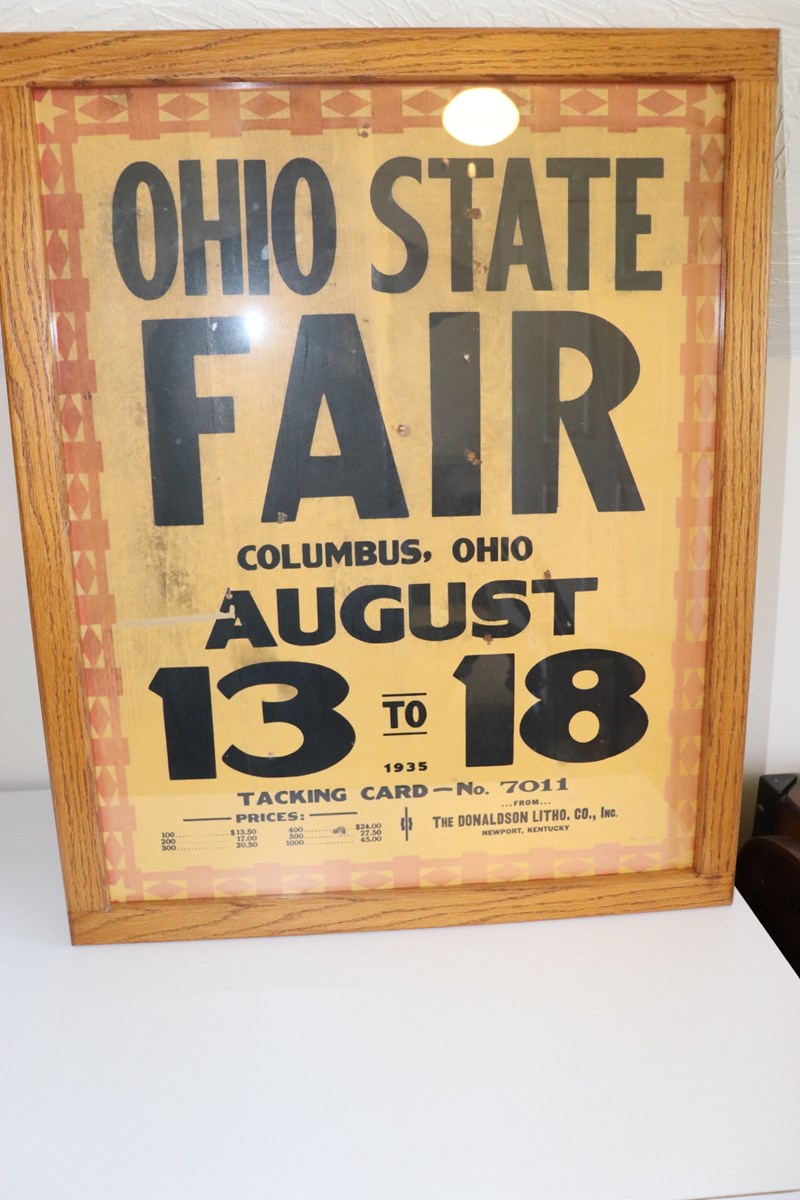 OHIO STATE
FAIR
COLUMBUS, OHIO
AUGUST
13 TO 18
1935
TACKING CARD — No. 7011
PRICES:
100 ........ $13.50
200 ........ 17.00
300 ........ 20.50
400 ........ $24.00
500 ........ 27.50
1000 ........ 45.00
...FROM...
THE DONALDSON LITHO. CO., INC.
NEWPORT, KENTUCKY